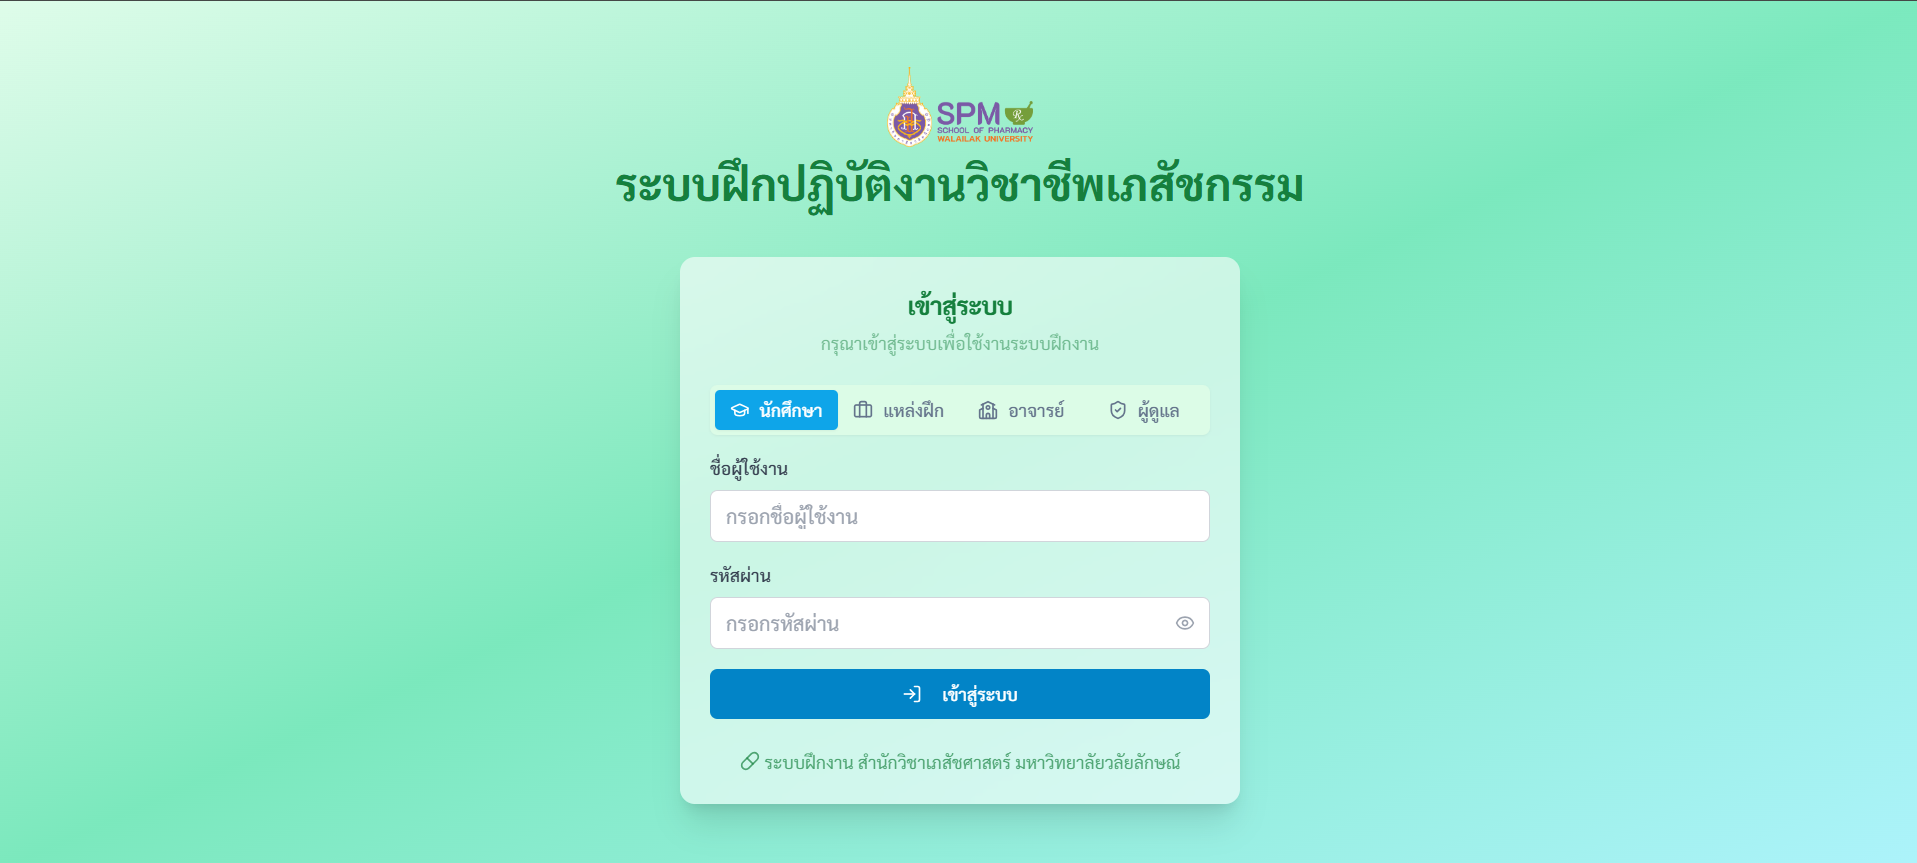 SPM
SCHOOL OF PHARMACY
WALAILAK UNIVERSITY
ระบบฝึกปฏิบัติงานวิชาชีพเภสัชกรรม
เข้าสู่ระบบ
กรุณาเข้าสู่ระบบเพื่อใช้งานระบบฝึกงาน
นักศึกษา แหล่งฝึก อาจารย์ ผู้ดูแล
ชื่อผู้ใช้งาน
กรอกชื่อผู้ใช้งาน
รหัสผ่าน
กรอกรหัสผ่าน
เข้าสู่ระบบ
ระบบฝึกงาน สำนักวิชาเภสัชศาสตร์ มหาวิทยาลัยวลัยลักษณ์